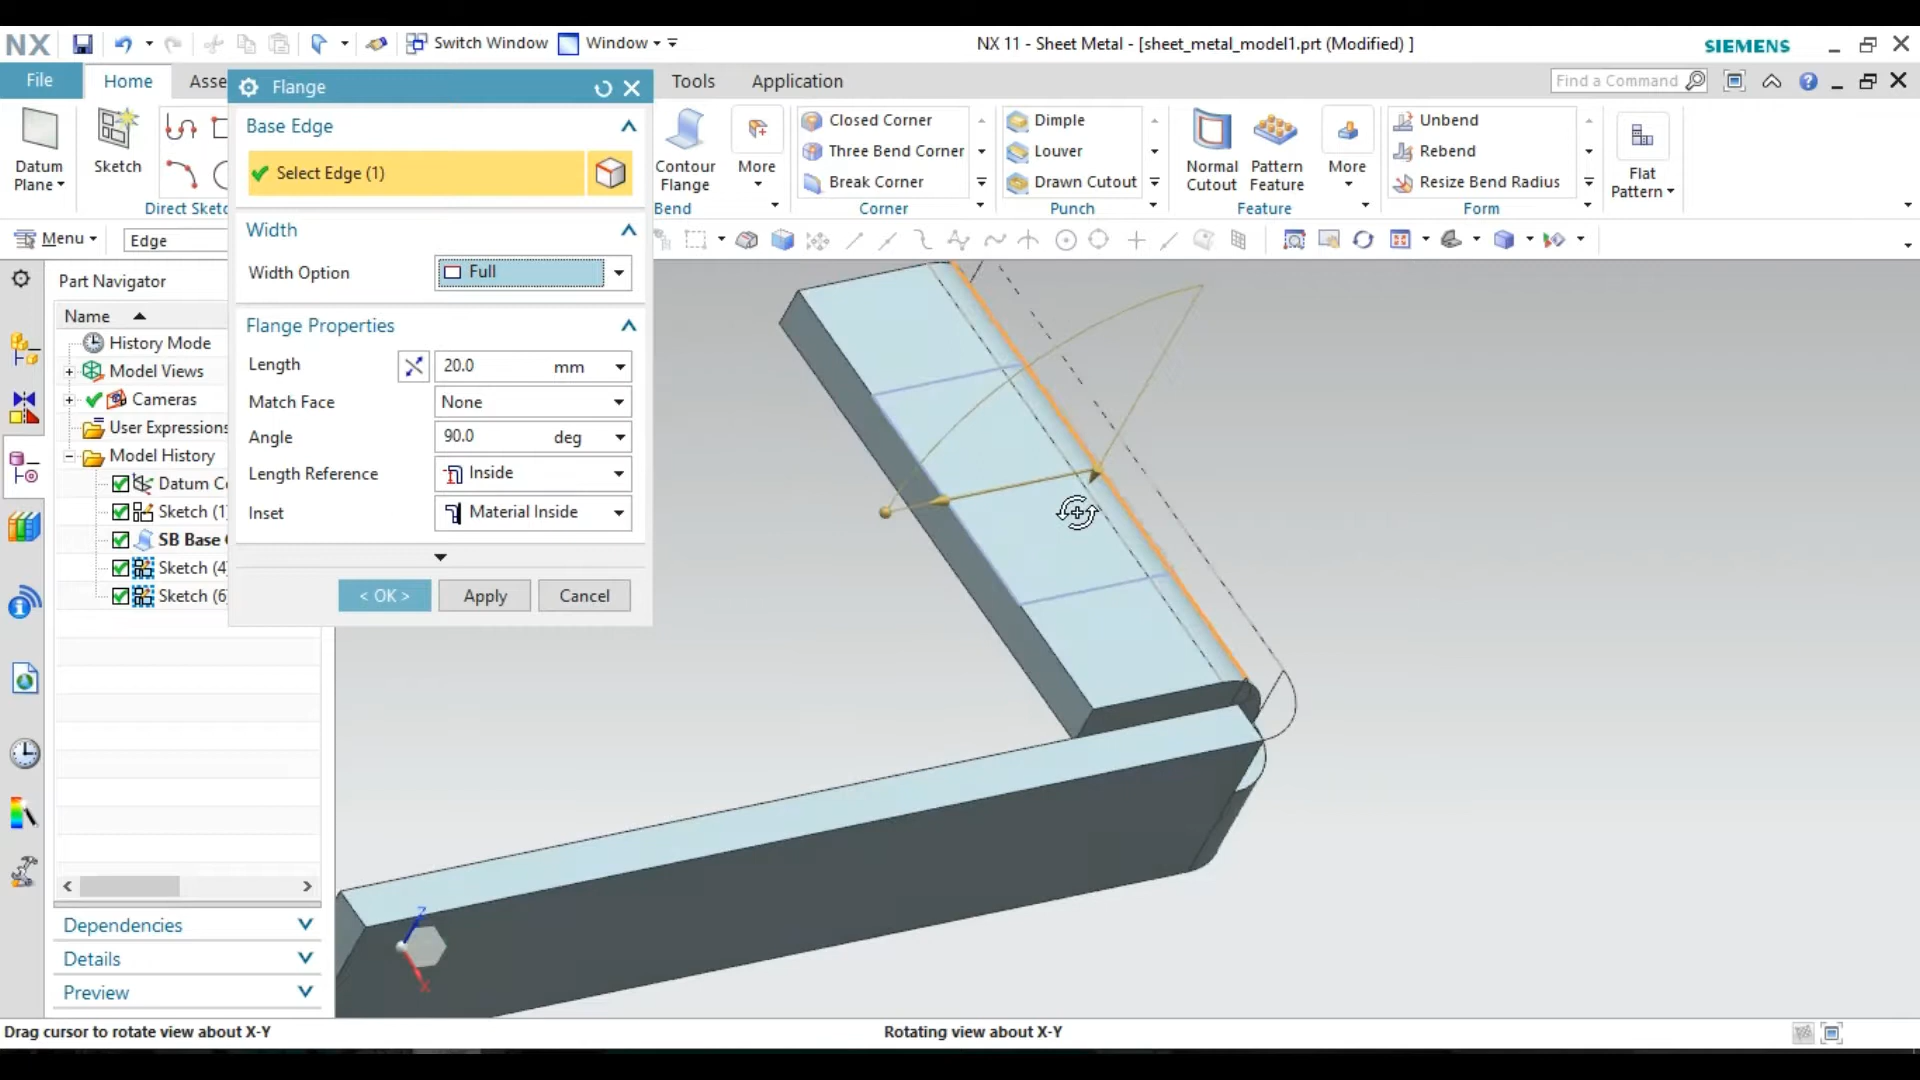 NX
Switch Window
Window
NX 11 - Sheet Metal - [sheet_metal_model1.prt (Modified) ]
SIEMENS
File
Home
Asse
Flange
Tools
Application
Find a Command
Datum
Plane
Sketch
Direct Sketc
Base Edge
Select Edge (1)
Contour
Flange
More
Bend
Closed Corner
Three Bend Corner
Break Corner
Corner
Dimple
Louver
Drawn Cutout
Punch
Normal
Cutout
Pattern
Feature
More
Feature
Unbend
Rebend
Resize Bend Radius
Form
Flat
Pattern
Menu
Edge
Width
Width Option
Full
Flange Properties
Length
20.0
mm
Match Face
None
Angle
90.0
deg
Length Reference
Inside
Inset
Material Inside
< OK >
Apply
Cancel
Part Navigator
Name
History Mode
Model Views
Cameras
User Expressions
Model History
Datum C
Sketch (1)
SB Base
Sketch (4)
Sketch (6)
Dependencies
Details
Preview
Z
X
Drag cursor to rotate view about X-Y
Rotating view about X-Y